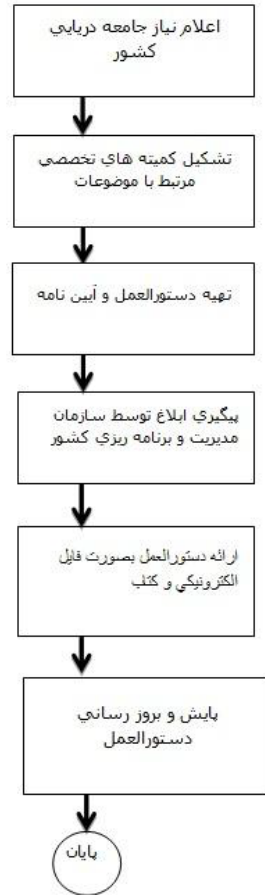 اعلام نياز جامعه دريايي
كشور
تشكيل كميته هاي تخصصي
مرتبط با موضوعات
تهيه دستورالعمل و آيين نامه
پيگيري ابلاغ توسط سازمان
مديريت و برنامه ريزي كشور
ارائه دستورالعمل بصورت فايل
الكترونيكي و كتاب
پايش و بروز رساني
دستورالعمل
پايان